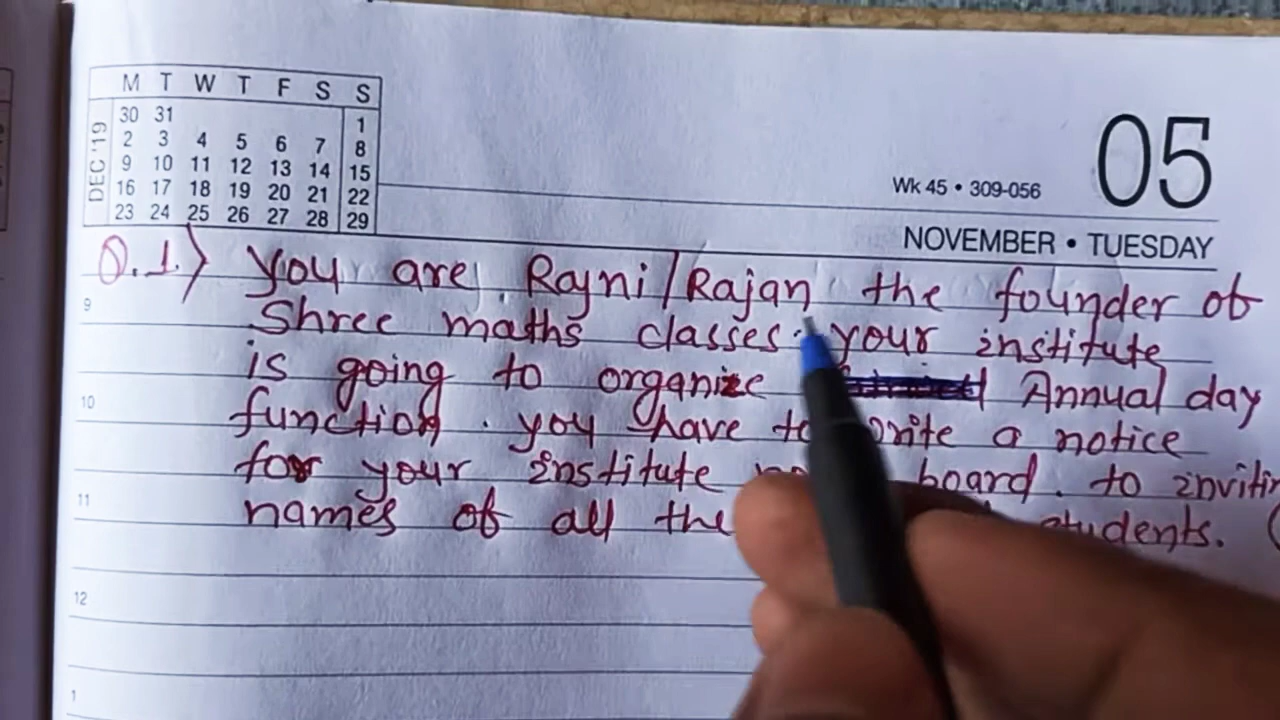 M T W T F S S
DEC '19
30 31 1
2 3 4 5 6 7 8
9 10 11 12 13 14 15
16 17 18 19 20 21 22
23 24 25 26 27 28 29
Wk 45 • 309-056
05
NOVEMBER • TUESDAY
Q.1.) You are Rajni/Rajan the founder of
9
Shree maths classes. your institute
is going to organize Annual day
10
function. you have to write a notice
for your institute board. to
11
names of all the students.
12
1